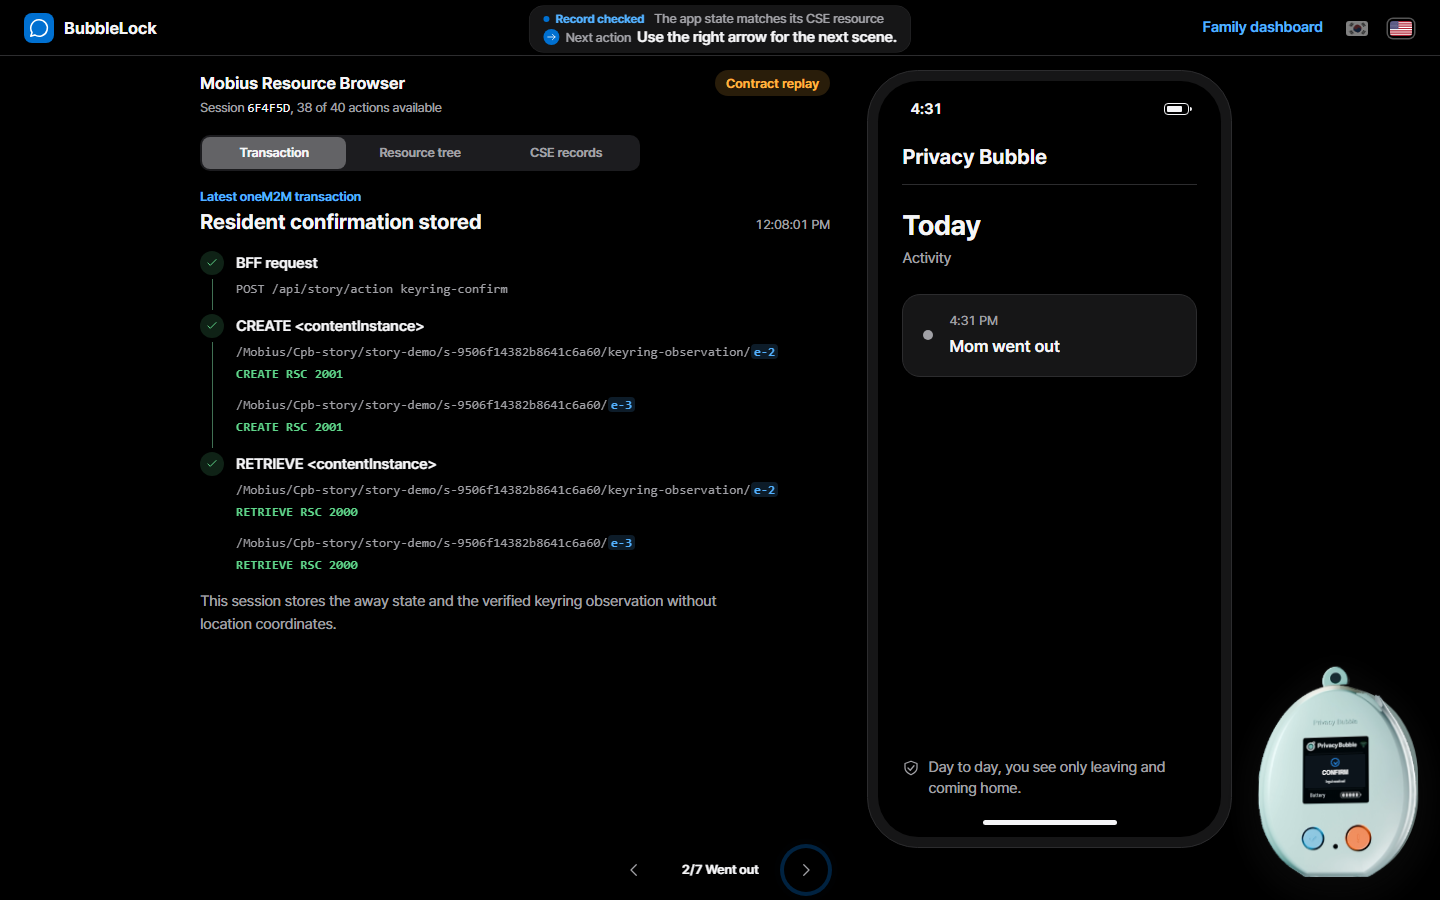 BubbleLock
Record checked The app state matches its CSE resource
Next action Use the right arrow for the next scene.
Family dashboard
Mobius Resource Browser
Contract replay
Session 6F4F5D, 38 of 40 actions available
Transaction Resource tree CSE records
Latest oneM2M transaction
Resident confirmation stored
12:08:01 PM
BFF request
POST /api/story/action keyring-confirm
CREATE <contentInstance>
/Mobius/Cpb-story/story-demo/s-9506f14382b8641c6a60/keyring-observation/e-2
CREATE RSC 2001
/Mobius/Cpb-story/story-demo/s-9506f14382b8641c6a60/e-3
CREATE RSC 2001
RETRIEVE <contentInstance>
/Mobius/Cpb-story/story-demo/s-9506f14382b8641c6a60/keyring-observation/e-2
RETRIEVE RSC 2000
/Mobius/Cpb-story/story-demo/s-9506f14382b8641c6a60/e-3
RETRIEVE RSC 2000
This session stores the away state and the verified keyring observation without
location coordinates.
2/7 Went out
4:31
Privacy Bubble
Today
Activity
4:31 PM
Mom went out
Day to day, you see only leaving and
coming home.
Privacy Bubble
Privacy Bubble
CONFIRM
Battery